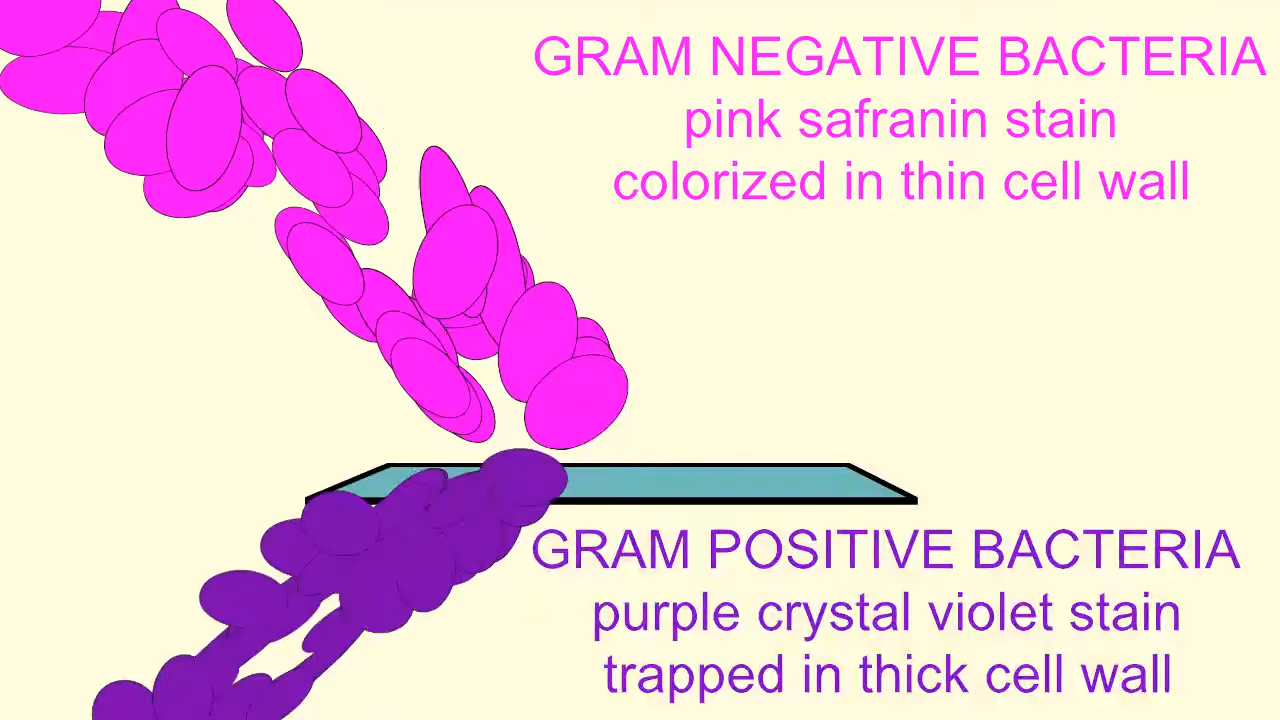 GRAM NEGATIVE BACTERIA
pink safranin stain
colorized in thin cell wall
GRAM POSITIVE BACTERIA
purple crystal violet stain
trapped in thick cell wall